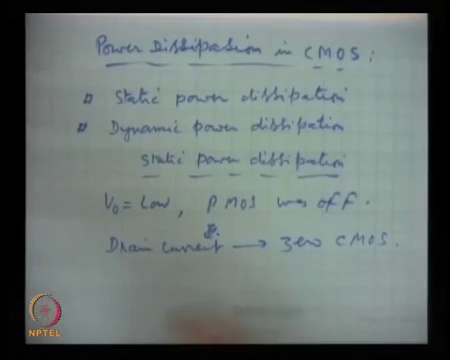 Power Dissipation in CMOS:
Static power dissipation
Dynamic power dissipation
static power dissipation
Vo = Low, PMOS was off.
Drain current → zero CMOS.
NPTEL